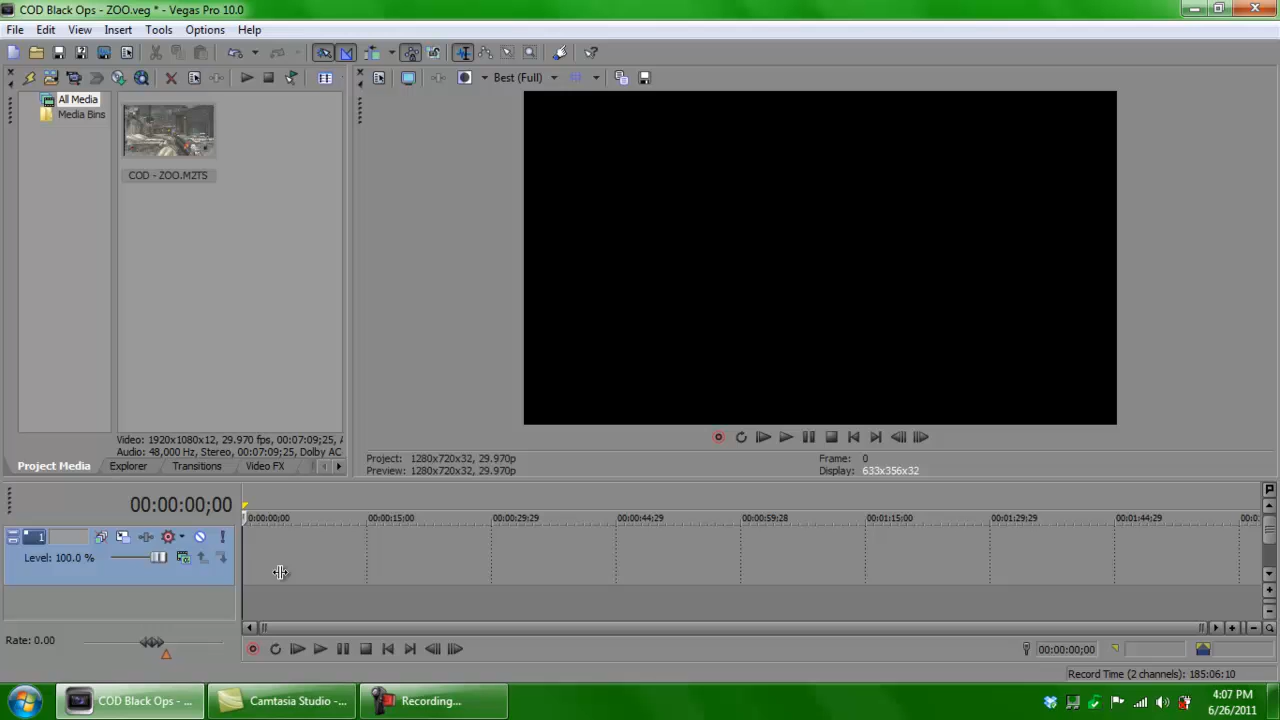 COD Black Ops - ZOO.veg * - Vegas Pro 10.0
File Edit View Insert Tools Options Help
Best (Full)
All Media
Media Bins
COD - ZOO.M2TS
Video: 1920x1080x12, 29.970 fps, 00:07:09;25, A
Audio: 48,000 Hz, Stereo, 00:07:09;25, Dolby AC
Project Media Explorer Transitions Video FX
Project: 1280x720x32, 29.970p
Preview: 1280x720x32, 29.970p
Frame: 0
Display: 633x356x32
00:00:00;00
0:00:00;00 00:00:15;00 00:00:29;29 00:00:44;29 00:00:59;28 00:01:15;00 00:01:29;29 00:01:44;29 00:0
1
Level: 100.0 %
Rate: 0.00
00:00:00;00
Record Time (2 channels): 185:06:10
COD Black Ops - ...
Camtasia Studio -...
Recording...
4:07 PM
6/26/2011